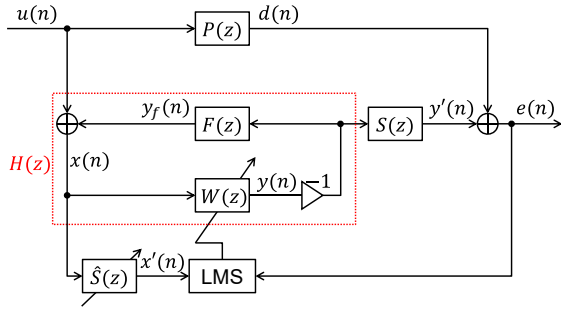 u(n)
P(z)
d(n)
y_f(n)
F(z)
S(z)
y′(n)
e(n)
H(z)
x(n)
W(z)
y(n)
−1
Ŝ(z)
x′(n)
LMS